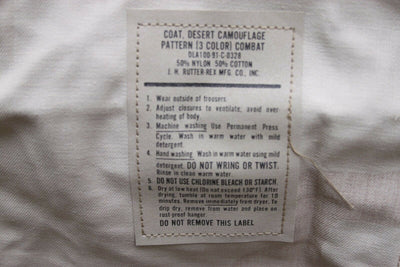 COAT, DESERT CAMOUFLAGE
PATTERN (3 COLOR) COMBAT
DLA100-91-C-0328
50% NYLON 50% COTTON
J. H. RUTTER-REX MFG. CO., INC
1. Wear outside of trousers.
2. Adjust closures to ventilate; avoid over
heating of body.
3. Machine washing Use Permanent Press
Cycle. Wash in warm water with mild
detergent.
4. Hand washing Wash in warm water using mild
detergent. DO NOT WRING OR TWIST.
Rinse in clean warm water.
5. DO NOT USE CHLORINE BLEACH OR STARCH.
6. Dry at low heat (Do not exceed 130°F). After
drying, tumble at room temperature for 10
minutes. Remove immediately from dryer. To
drip dry, remove from water and place on
rust-proof hanger.
DO NOT REMOVE THIS LABEL